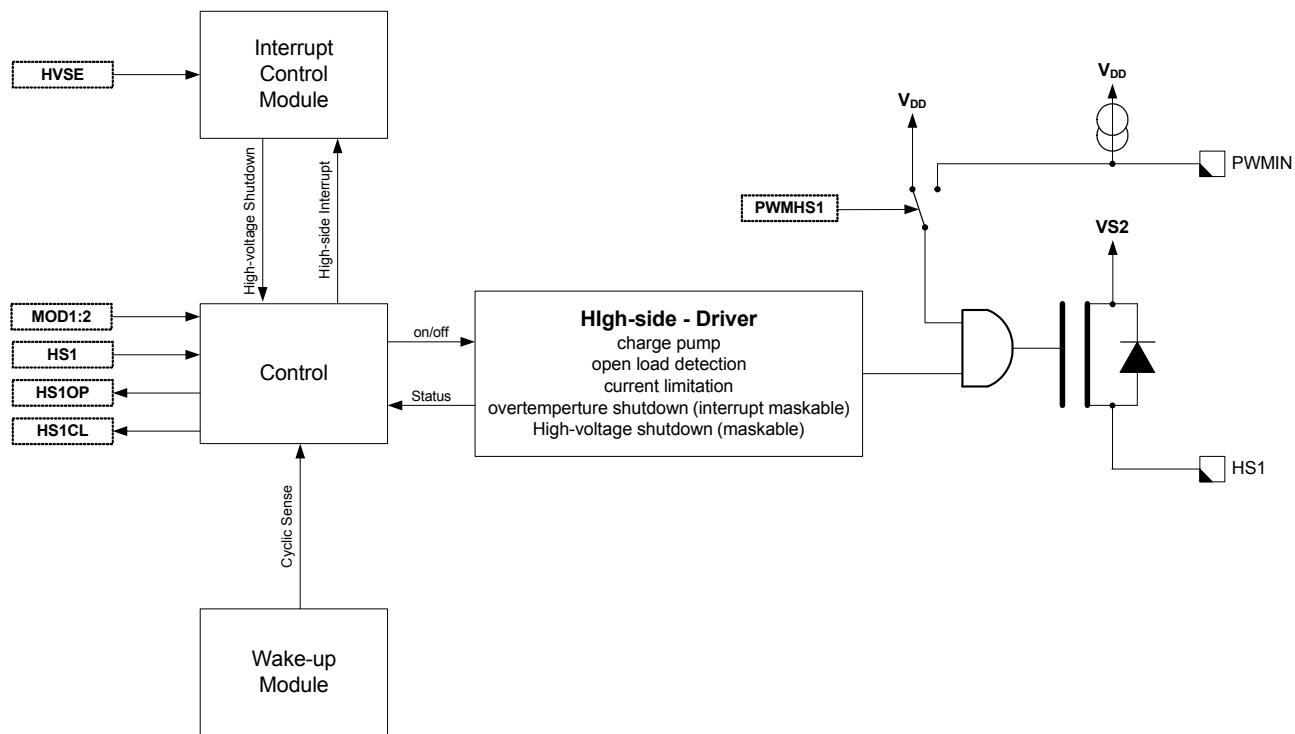 Interrupt
Control
Module
HVSE
High-voltage Shutdown
High-side Interrupt
VDD
VDD
PWMIN
PWMHS1
VS2
MOD1:2
HS1
HS1OP
HS1CL
Control
on/off
Status
HIgh-side - Driver
charge pump
open load detection
current limitation
overtemperture shutdown (interrupt maskable)
High-voltage shutdown (maskable)
HS1
Cyclic Sense
Wake-up
Module